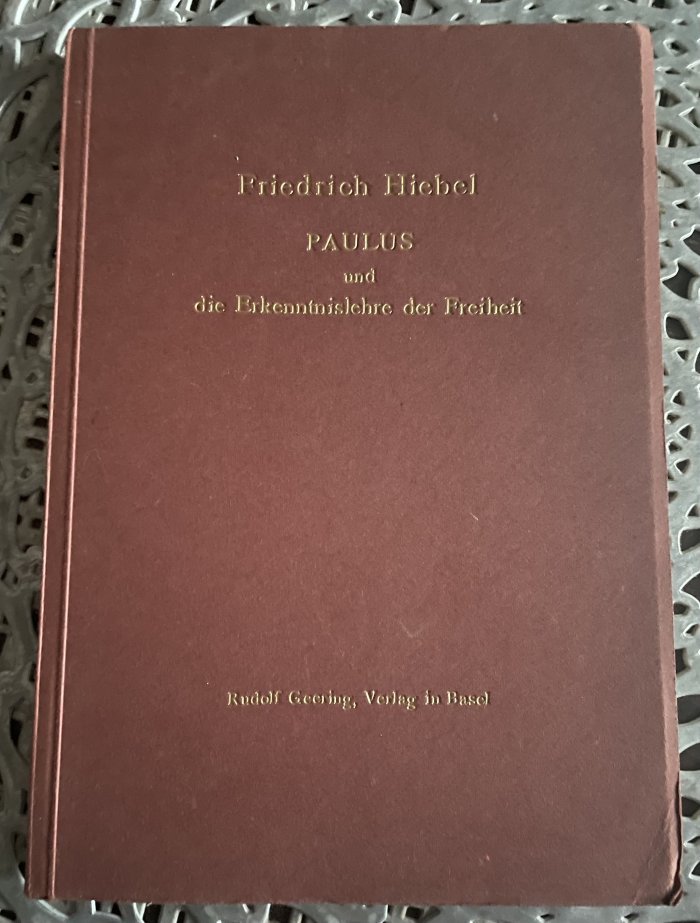 Friedrich Hiebel
PAULUS
und
die Erkenntnislehre der Freiheit
Rudolf Geering, Verlag in Basel